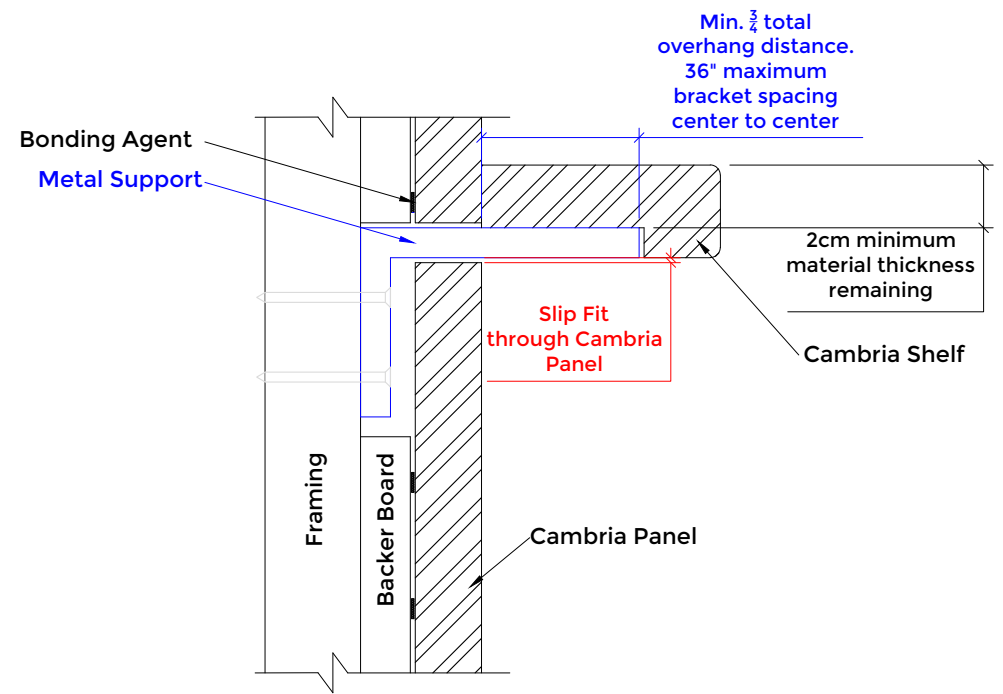 Min. 3/4 total
overhang distance.
36" maximum
bracket spacing
center to center
Bonding Agent
Metal Support
2cm minimum
material thickness
remaining
Slip Fit
through Cambria
Panel
Cambria Shelf
Framing
Backer Board
Cambria Panel